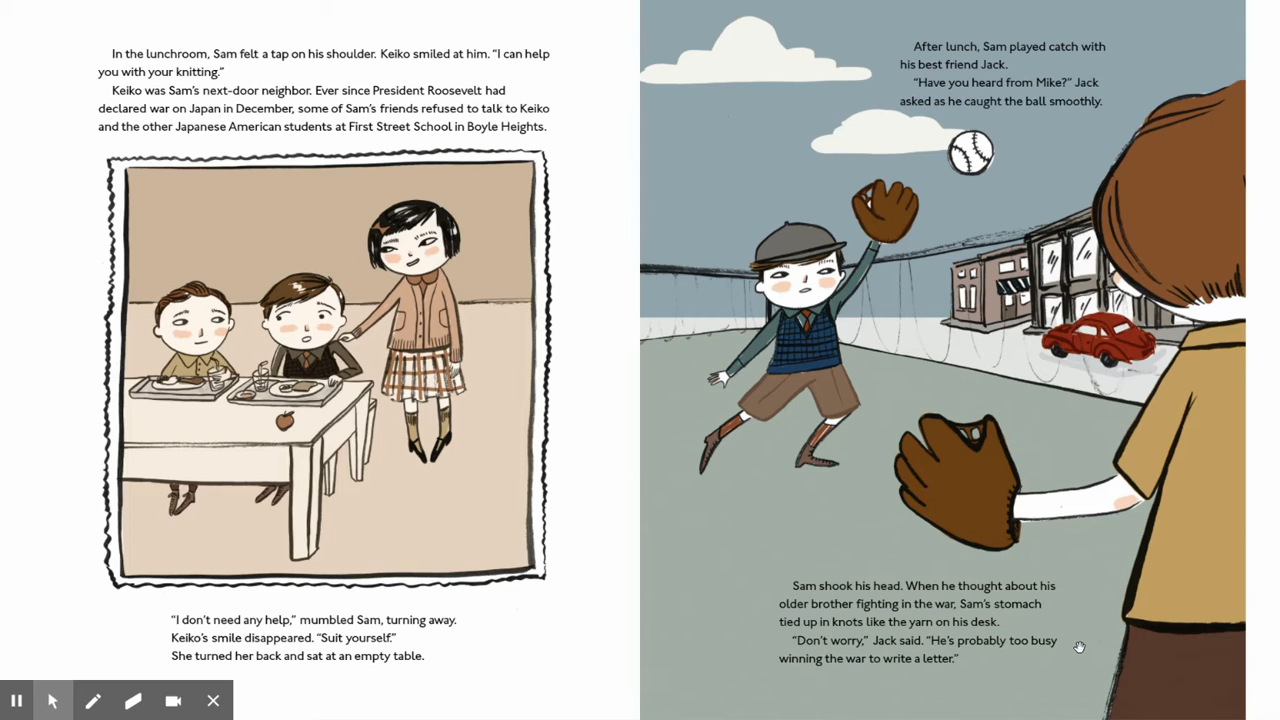 In the lunchroom, Sam felt a tap on his shoulder. Keiko smiled at him. “I can help
you with your knitting.”
Keiko was Sam’s next-door neighbor. Ever since President Roosevelt had
declared war on Japan in December, some of Sam’s friends refused to talk to Keiko
and the other Japanese American students at First Street School in Boyle Heights.
“I don’t need any help,” mumbled Sam, turning away.
Keiko’s smile disappeared. “Suit yourself.”
She turned her back and sat at an empty table.
After lunch, Sam played catch with
his best friend Jack.
“Have you heard from Mike?” Jack
asked as he caught the ball smoothly.
Sam shook his head. When he thought about his
older brother fighting in the war, Sam’s stomach
tied up in knots like the yarn on his desk.
“Don’t worry,” Jack said. “He’s probably too busy
winning the war to write a letter.”